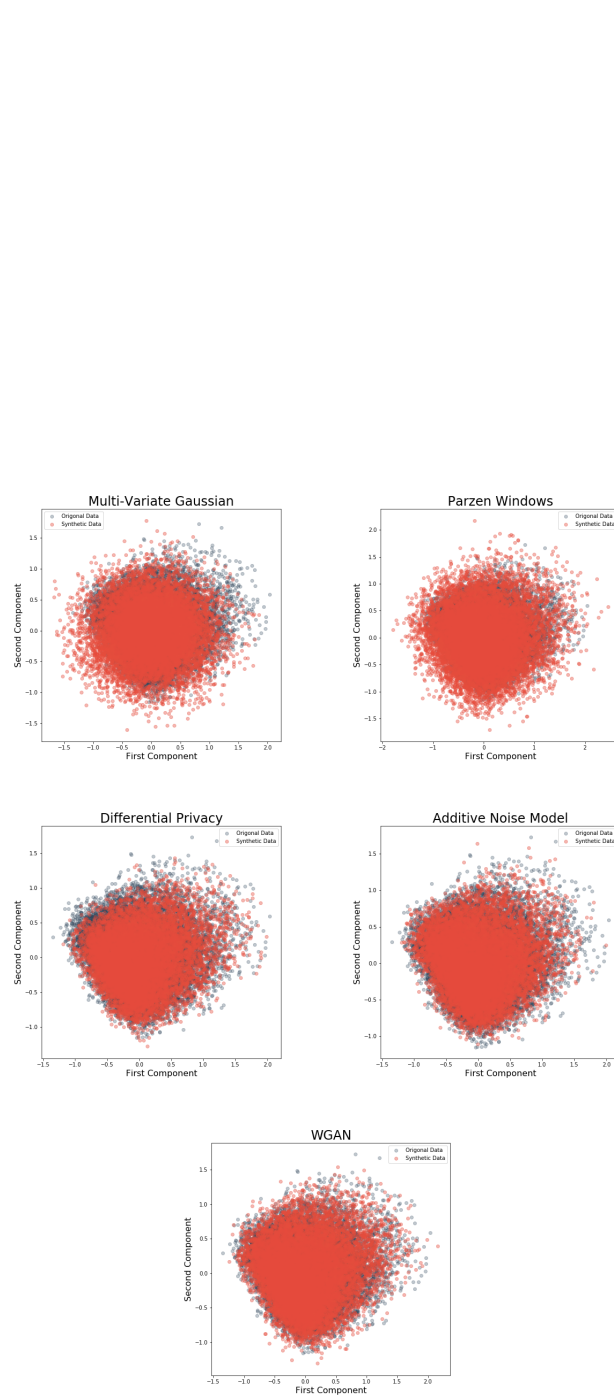 Multi-Variate Gaussian
Origonal Data
Synthetic Data
1.5
1.0
0.5
0.0
−0.5
−1.0
−1.5
Second Component
−1.5 −1.0 −0.5 0.0 0.5 1.0 1.5 2.0
First Component
Parzen Windows
Origonal Data
Synthetic Data
2.0
1.5
1.0
0.5
0.0
−0.5
−1.0
−1.5
Second Component
−2 −1 0 1 2
First Component
Differential Privacy
Origonal Data
Synthetic Data
1.5
1.0
0.5
0.0
−0.5
−1.0
Second Component
−1.5 −1.0 −0.5 0.0 0.5 1.0 1.5 2.0
First Component
Additive Noise Model
Origonal Data
Synthetic Data
1.5
1.0
0.5
0.0
−0.5
−1.0
Second Component
−1.5 −1.0 −0.5 0.0 0.5 1.0 1.5 2.0
First Component
WGAN
Origonal Data
Synthetic Data
1.5
1.0
0.5
0.0
−0.5
−1.0
Second Component
−1.5 −1.0 −0.5 0.0 0.5 1.0 1.5 2.0
First Component